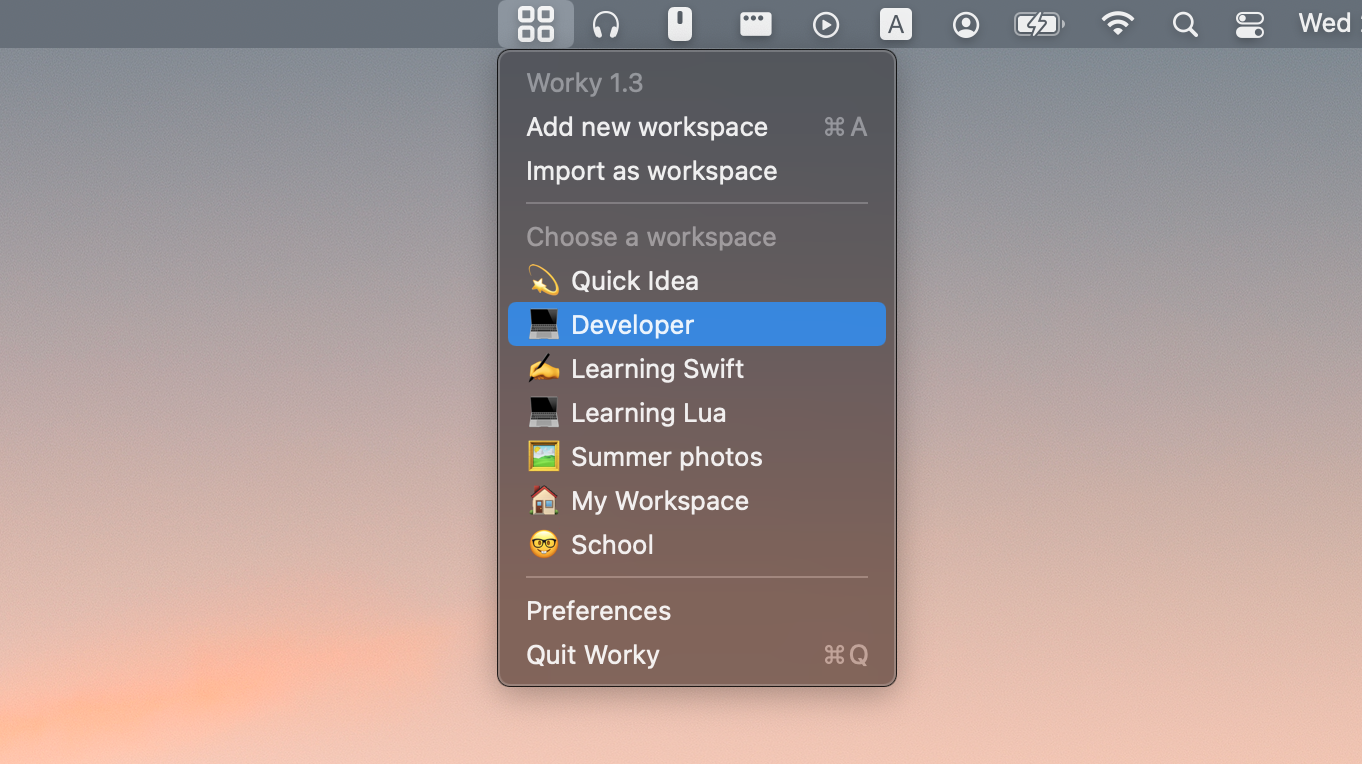 A
Wed
Worky 1.3
Add new workspace ⌘ A
Import as workspace
Choose a workspace
Quick Idea
Developer
Learning Swift
Learning Lua
Summer photos
My Workspace
School
Preferences
Quit Worky ⌘ Q